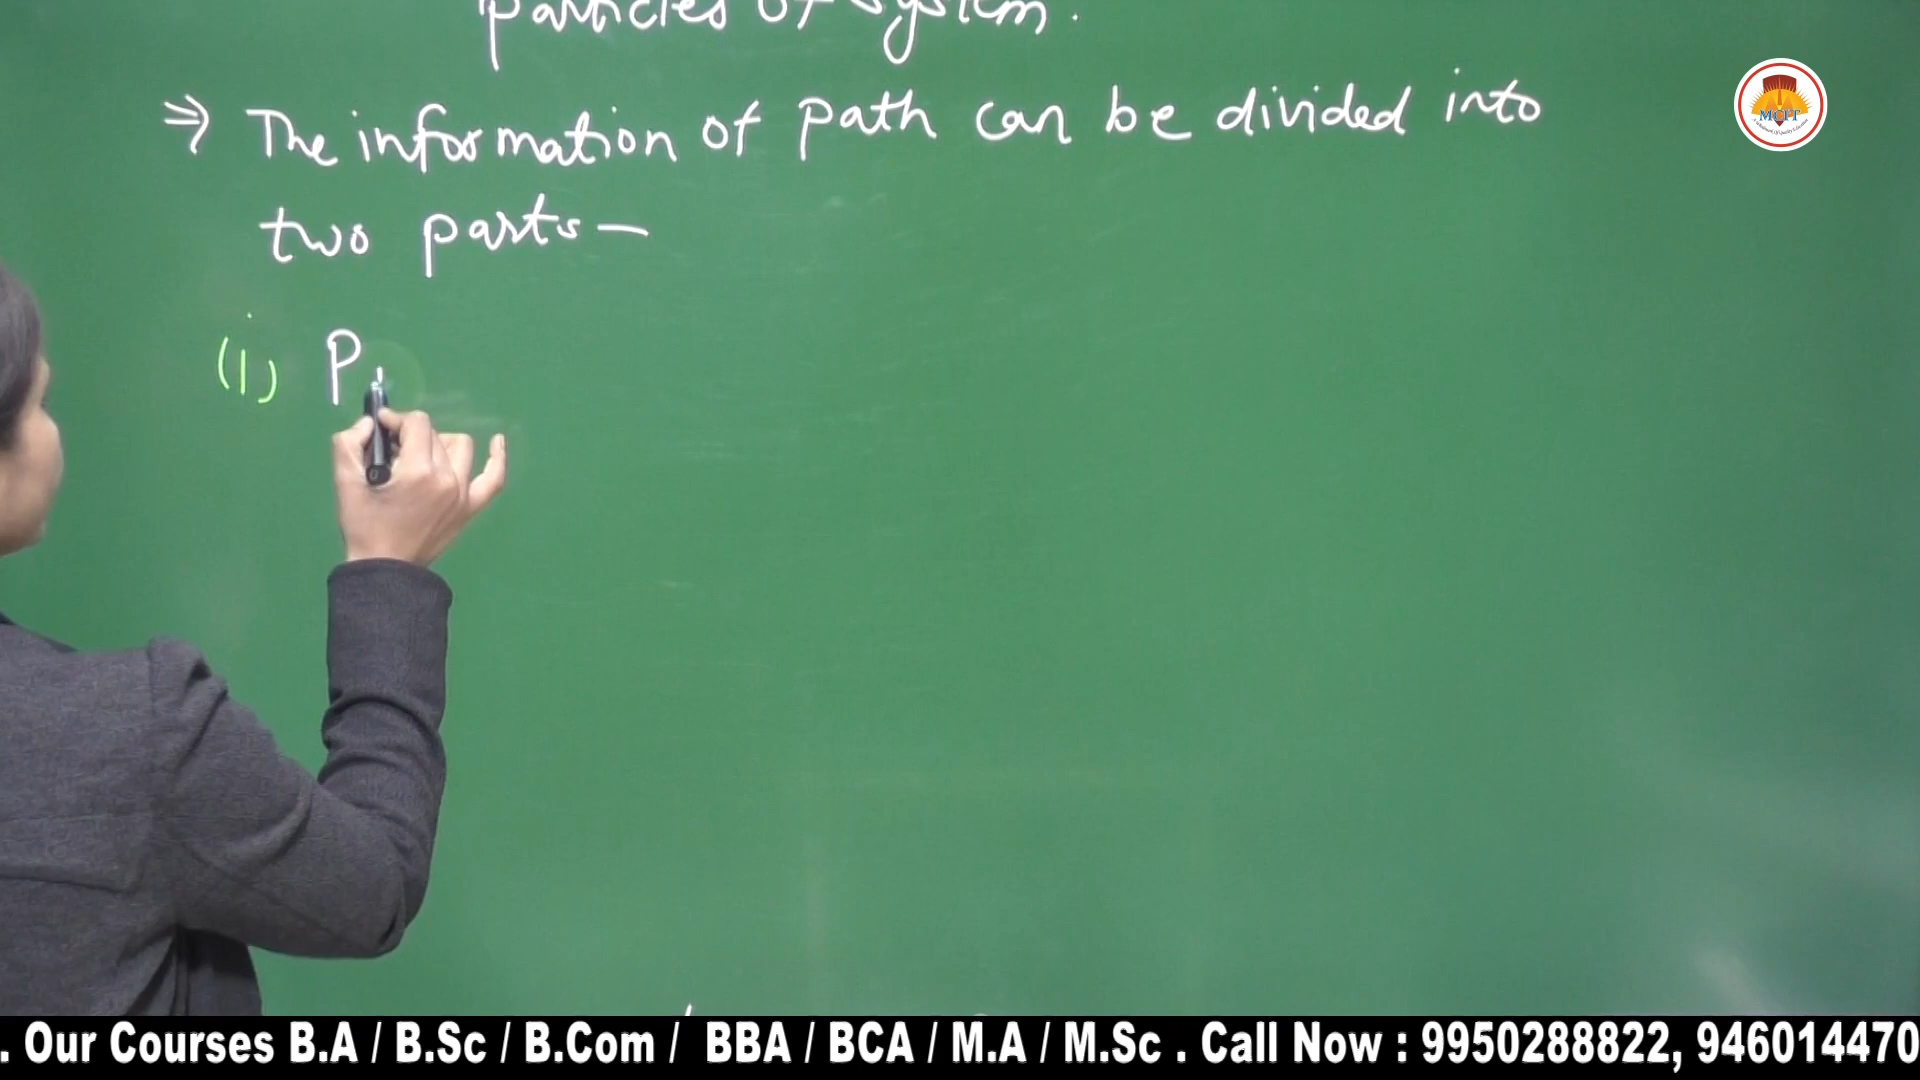 particles of system.
⇒ The information of path can be divided into
two parts –
(i) P
MCIT
. Our Courses B.A / B.Sc / B.Com / BBA / BCA / M.A / M.Sc . Call Now : 9950288822, 946014470